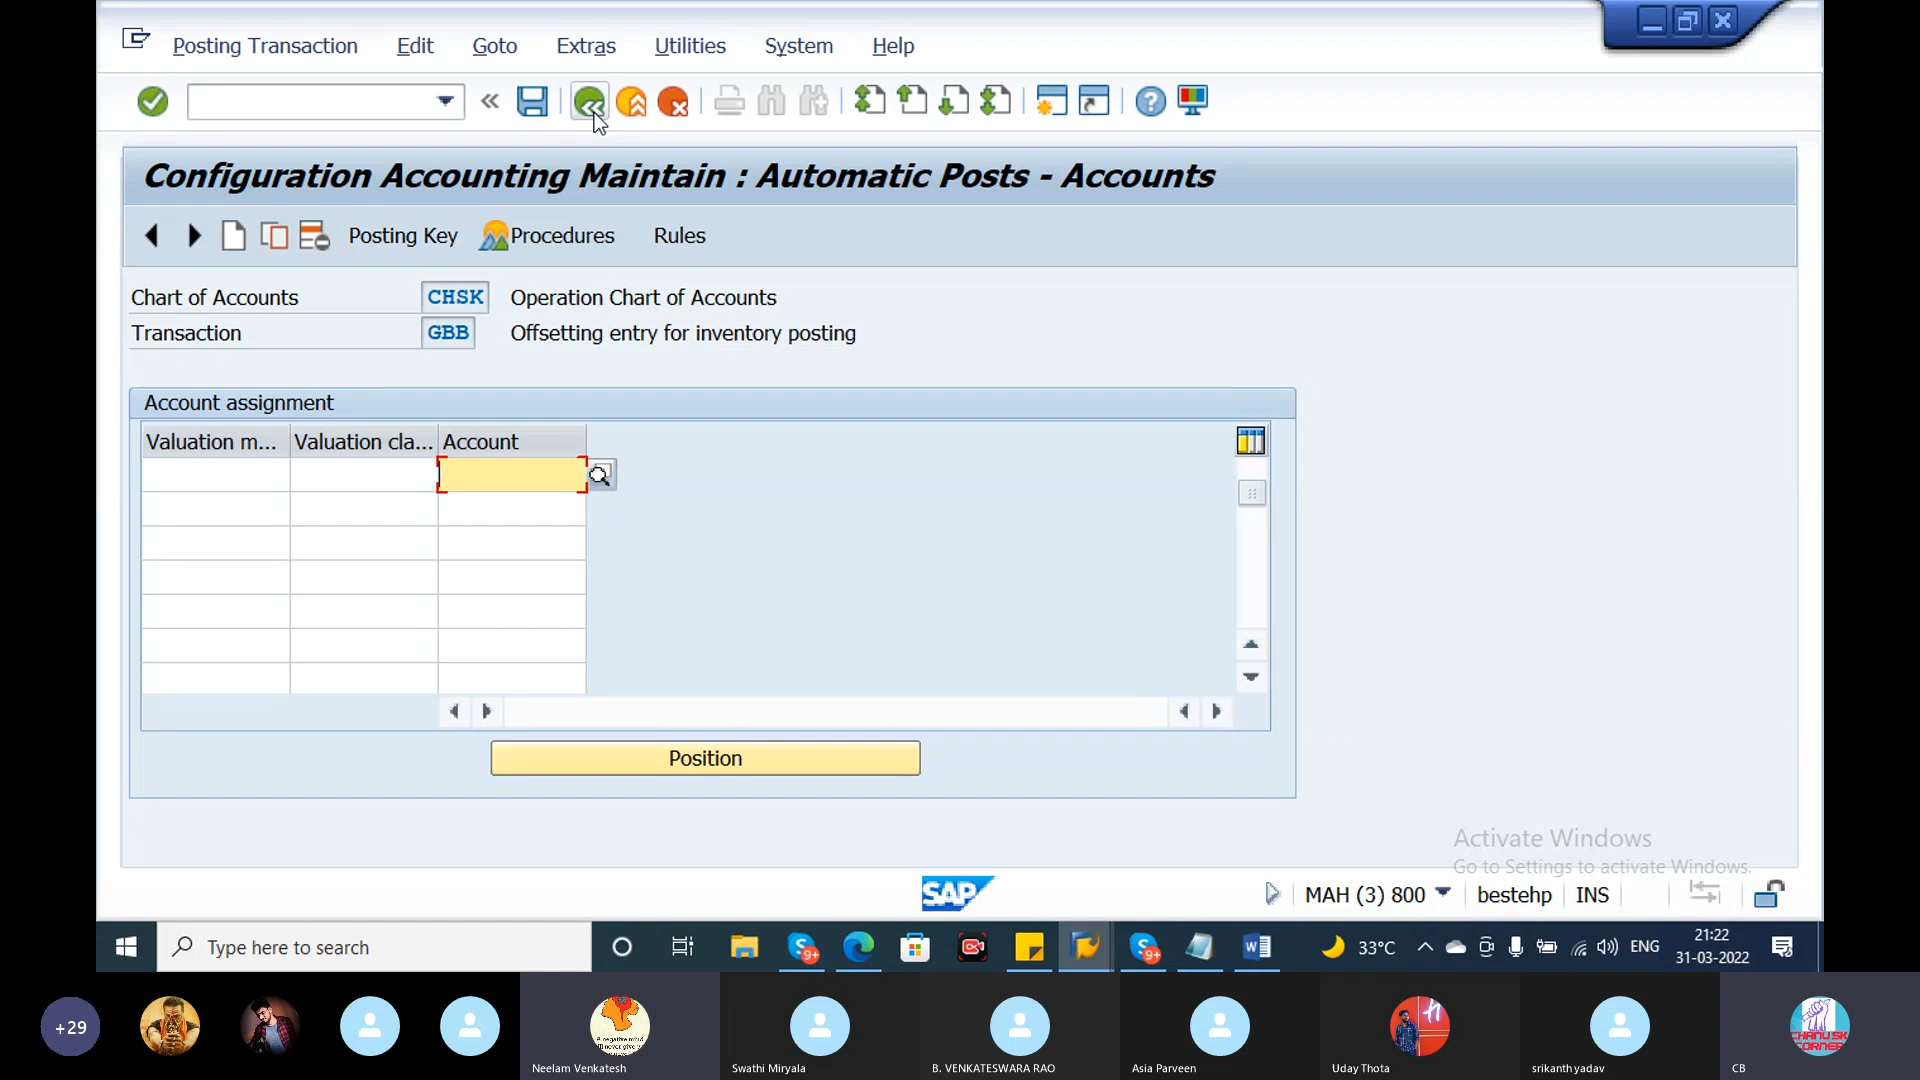 Posting Transaction Edit Goto Extras Utilities System Help
Configuration Accounting Maintain : Automatic Posts - Accounts
Posting Key Procedures Rules
Chart of Accounts CHSK Operation Chart of Accounts
Transaction GBB Offsetting entry for inventory posting
Account assignment
Valuation m... Valuation cla... Account
Position
Activate Windows
Go to Settings to activate Windows.
SAP MAH (3) 800 bestehp INS
Type here to search 9+ 9+ 33°C ENG 21:22
31-03-2022
+29
Neelam Venkatesh Swathi Miryala B. VENKATESWARA RAO Asia Parveen Uday Thota srikanth yadav CB